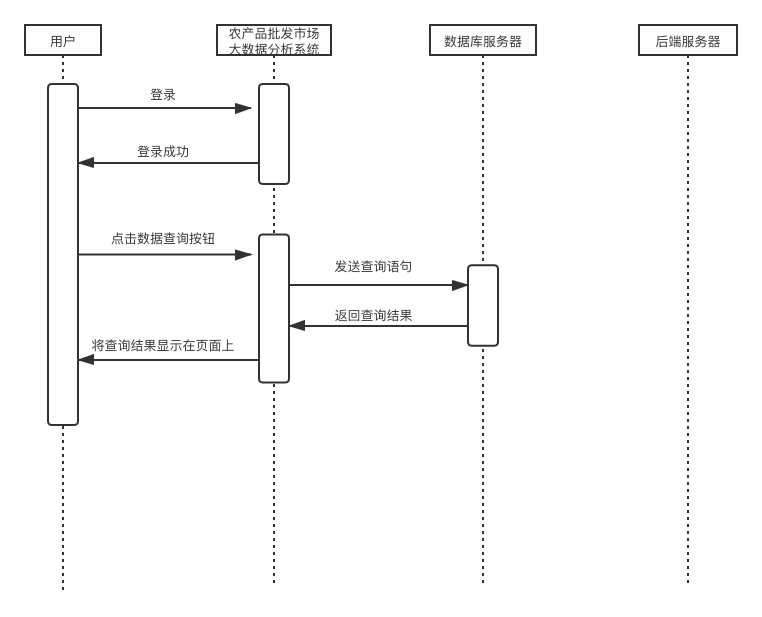 用户
农产品批发市场
大数据分析系统
数据库服务器
后端服务器
登录
登录成功
点击数据查询按钮
发送查询语句
返回查询结果
将查询结果显示在页面上